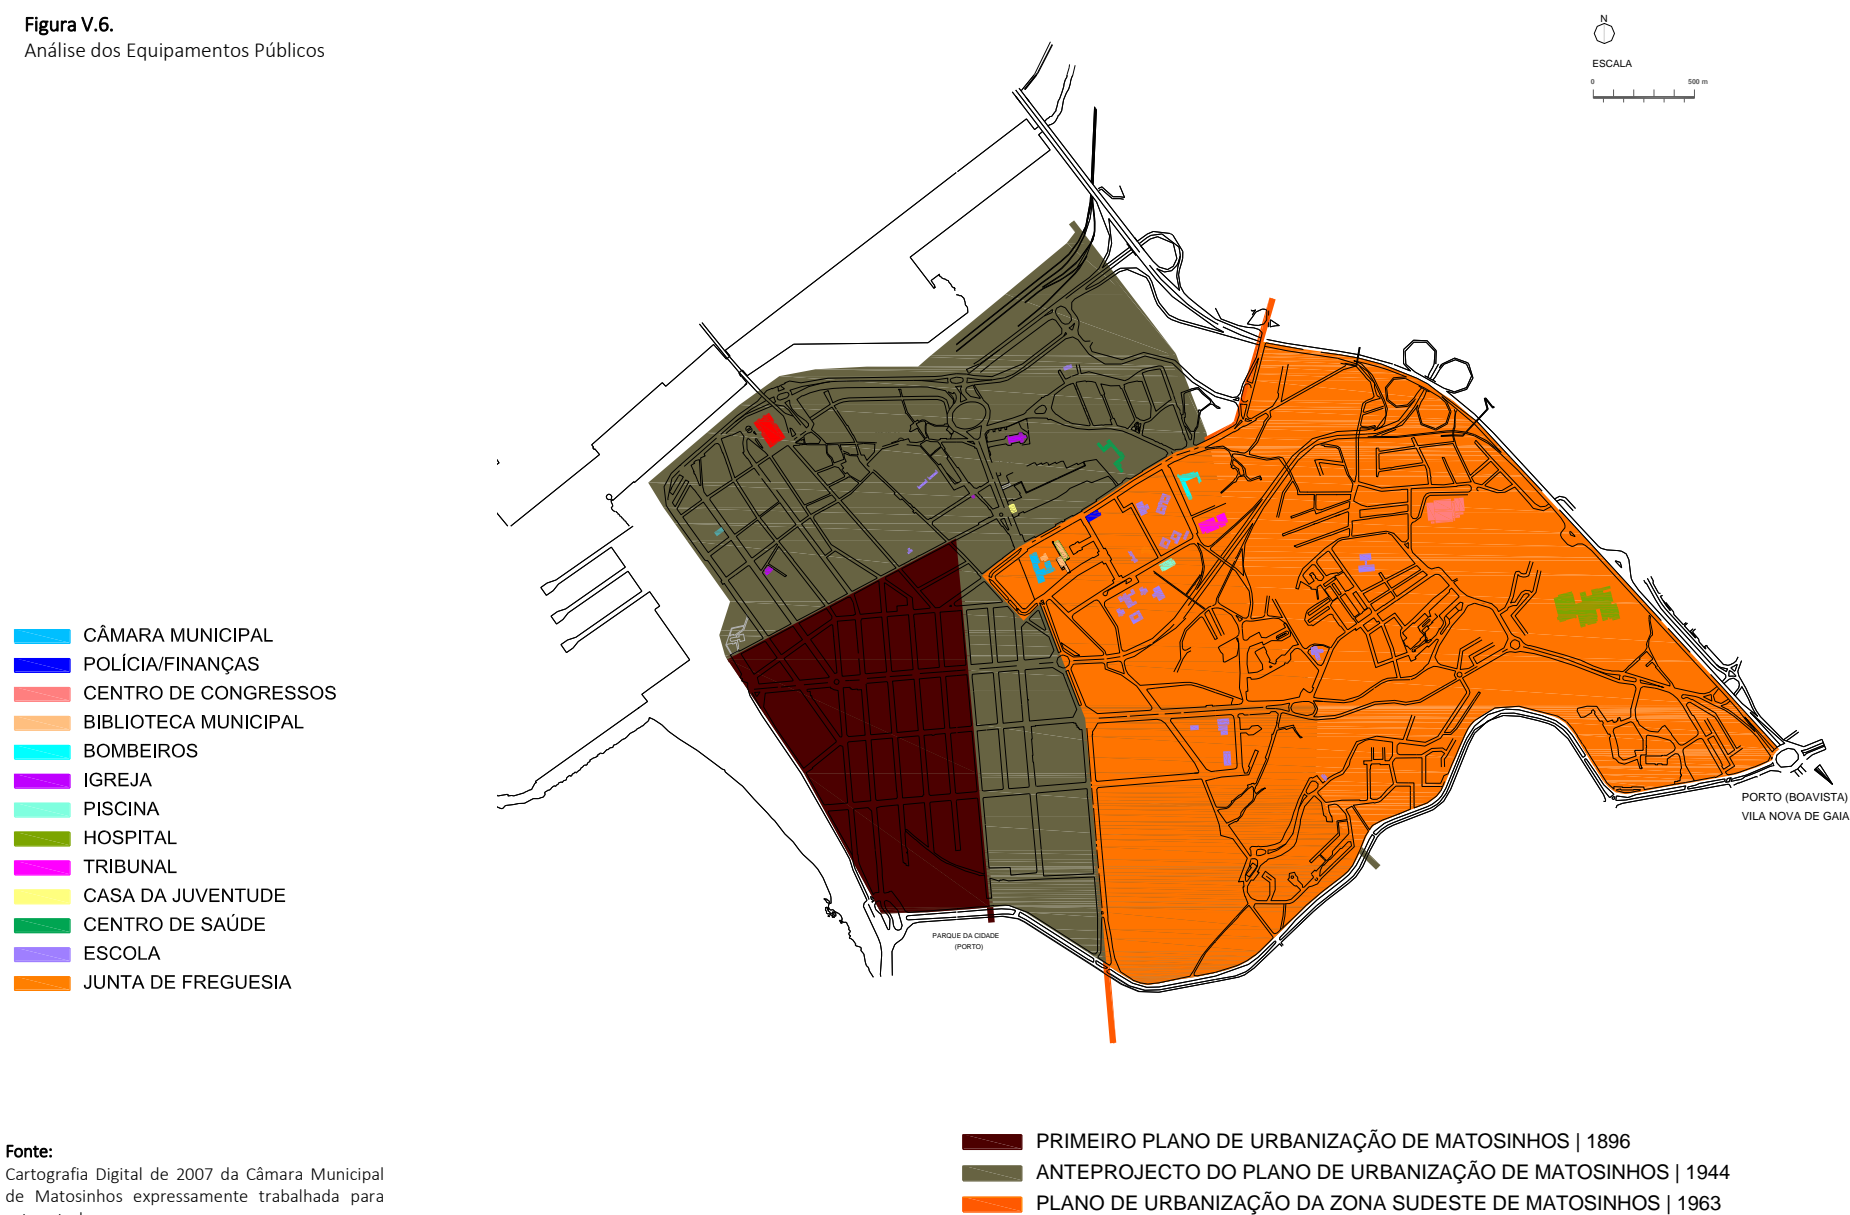 Figura V.6.
Análise dos Equipamentos Públicos
N
ESCALA
0 500 m
CÂMARA MUNICIPAL
POLÍCIA/FINANÇAS
CENTRO DE CONGRESSOS
BIBLIOTECA MUNICIPAL
BOMBEIROS
IGREJA
PISCINA
HOSPITAL
TRIBUNAL
CASA DA JUVENTUDE
CENTRO DE SAÚDE
ESCOLA
JUNTA DE FREGUESIA
PORTO (BOAVISTA)
VILA NOVA DE GAIA
PARQUE DA CIDADE
(PORTO)
PRIMEIRO PLANO DE URBANIZAÇÃO DE MATOSINHOS | 1896
ANTEPROJECTO DO PLANO DE URBANIZAÇÃO DE MATOSINHOS | 1944
PLANO DE URBANIZAÇÃO DA ZONA SUDESTE DE MATOSINHOS | 1963
Fonte:
Cartografia Digital de 2007 da Câmara Municipal
de Matosinhos expressamente trabalhada para